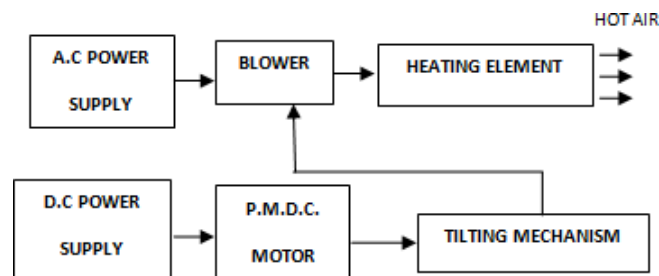 HOT AIR
A.C POWER
SUPPLY
BLOWER
HEATING ELEMENT
D.C POWER
SUPPLY
P.M.D.C.
MOTOR
TILTING MECHANISM